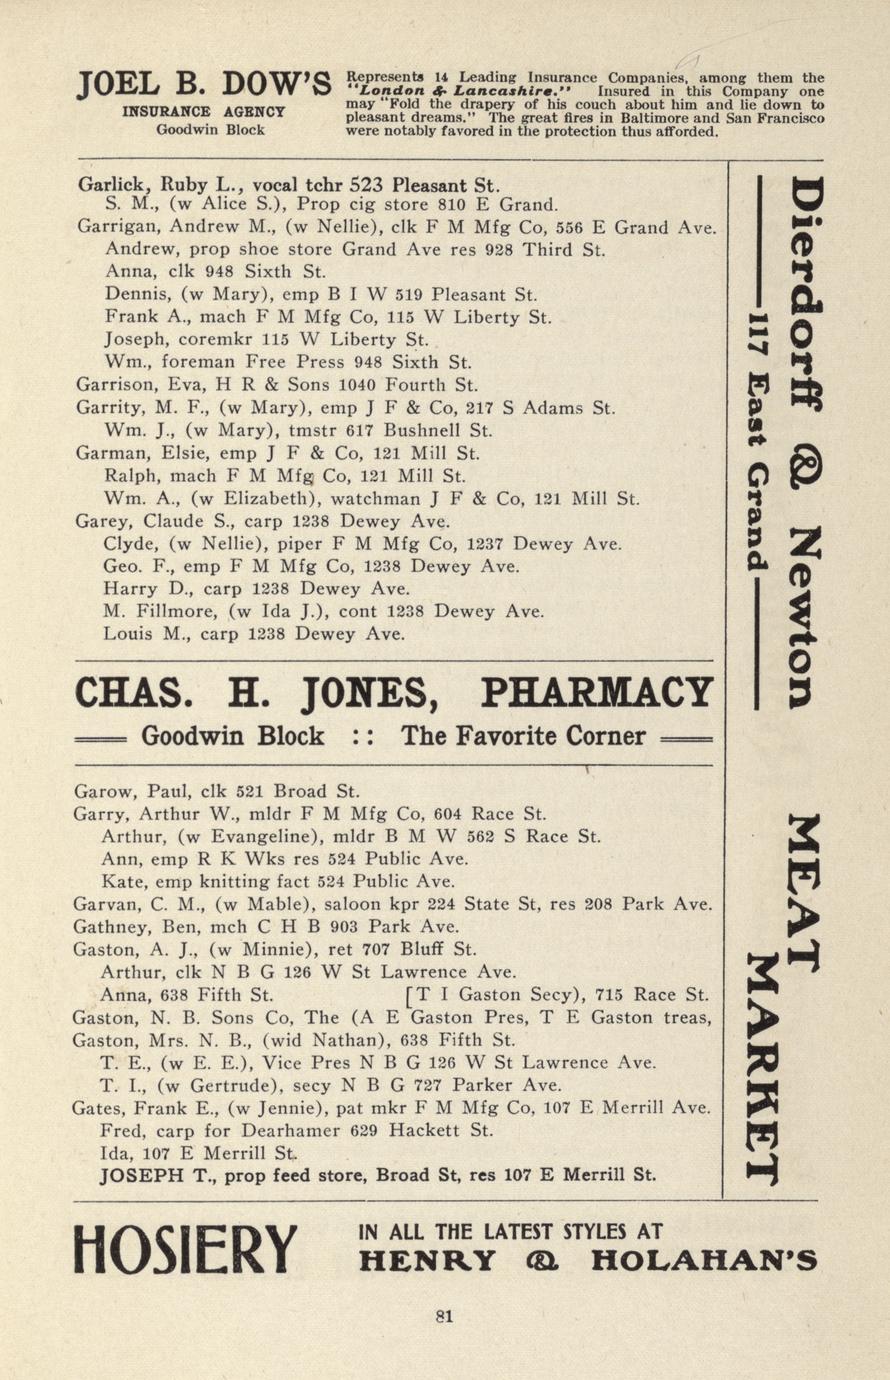 JOEL B. DOW'S
INSURANCE AGENCY
Goodwin Block
Represents 14 Leading Insurance Companies, among them the
"London & Lancashire." Insured in this Company one
may "Fold the drapery of his couch about him and lie down to
pleasant dreams." The great fires in Baltimore and San Francisco
were notably favored in the protection thus afforded.
Garlick, Ruby L., vocal tchr 523 Pleasant St.
S. M., (w Alice S.), Prop cig store 810 E Grand.
Garrigan, Andrew M., (w Nellie), clk F M Mfg Co, 556 E Grand Ave.
Andrew, prop shoe store Grand Ave res 928 Third St.
Anna, clk 948 Sixth St.
Dennis, (w Mary), emp B I W 519 Pleasant St.
Frank A., mach F M Mfg Co, 115 W Liberty St.
Joseph, coremkr 115 W Liberty St.
Wm., foreman Free Press 948 Sixth St.
Garrison, Eva, H R & Sons 1040 Fourth St.
Garrity, M. F., (w Mary), emp J F & Co, 217 S Adams St.
Wm. J., (w Mary), tmstr 617 Bushnell St.
Garman, Elsie, emp J F & Co, 121 Mill St.
Ralph, mach F M Mfg Co, 121 Mill St.
Wm. A., (w Elizabeth), watchman J F & Co, 121 Mill St.
Garey, Claude S., carp 1238 Dewey Ave.
Clyde, (w Nellie), piper F M Mfg Co, 1237 Dewey Ave.
Geo. F., emp F M Mfg Co, 1238 Dewey Ave.
Harry D., carp 1238 Dewey Ave.
M. Fillmore, (w Ida J.), cont 1238 Dewey Ave.
Louis M., carp 1238 Dewey Ave.
CHAS. H. JONES, PHARMACY
Goodwin Block :: The Favorite Corner
Garow, Paul, clk 521 Broad St.
Garry, Arthur W., mldr F M Mfg Co, 604 Race St.
Arthur, (w Evangeline), mldr B M W 562 S Race St.
Ann, emp R K Wks res 524 Public Ave.
Kate, emp knitting fact 524 Public Ave.
Garvan, C. M., (w Mable), saloon kpr 224 State St, res 208 Park Ave.
Gathney, Ben, mch C H B 903 Park Ave.
Gaston, A. J., (w Minnie), ret 707 Bluff St.
Arthur, clk N B G 126 W St Lawrence Ave.
Anna, 638 Fifth St. [T I Gaston Secy), 715 Race St.
Gaston, N. B. Sons Co, The (A E Gaston Pres, T E Gaston treas,
Gaston, Mrs. N. B., (wid Nathan), 638 Fifth St.
T. E., (w E. E.), Vice Pres N B G 126 W St Lawrence Ave.
T. I., (w Gertrude), secy N B G 727 Parker Ave.
Gates, Frank E., (w Jennie), pat mkr F M Mfg Co, 107 E Merrill Ave.
Fred, carp for Dearhamer 629 Hackett St.
Ida, 107 E Merrill St.
JOSEPH T., prop feed store, Broad St, res 107 E Merrill St.
Dierdorff & Newton
117 East Grand
MEAT
MARKET
HOSIERY
IN ALL THE LATEST STYLES AT
HENRY & HOLAHAN'S
81